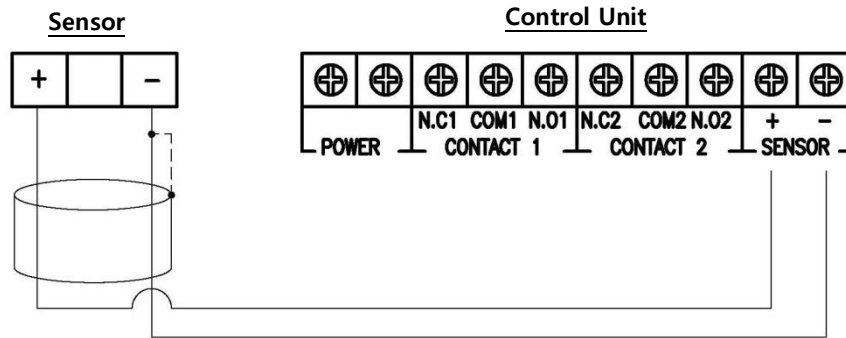 Sensor
Control Unit
+ −
N.C1 COM1 N.O1 N.C2 COM2 N.O2 + −
POWER CONTACT 1 CONTACT 2 SENSOR